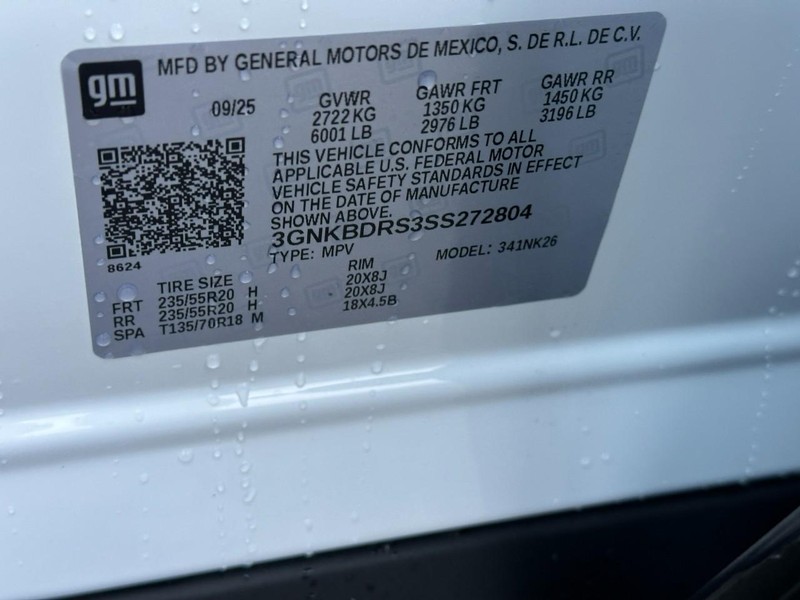 gm
MFD BY GENERAL MOTORS DE MEXICO, S. DE R.L. DE C.V.
09/25 GVWR GAWR FRT GAWR RR
2722 KG 1350 KG 1450 KG
6001 LB 2976 LB 3196 LB
THIS VEHICLE CONFORMS TO ALL
APPLICABLE U.S. FEDERAL MOTOR
VEHICLE SAFETY STANDARDS IN EFFECT
ON THE DATE OF MANUFACTURE
SHOWN ABOVE.
3GNKBDRS3SS272804
TYPE: MPV MODEL: 341NK26
8624
TIRE SIZE RIM
FRT 235/55R20 H 20X8J
RR 235/55R20 H 20X8J
SPA T135/70R18 M 18X4.5B